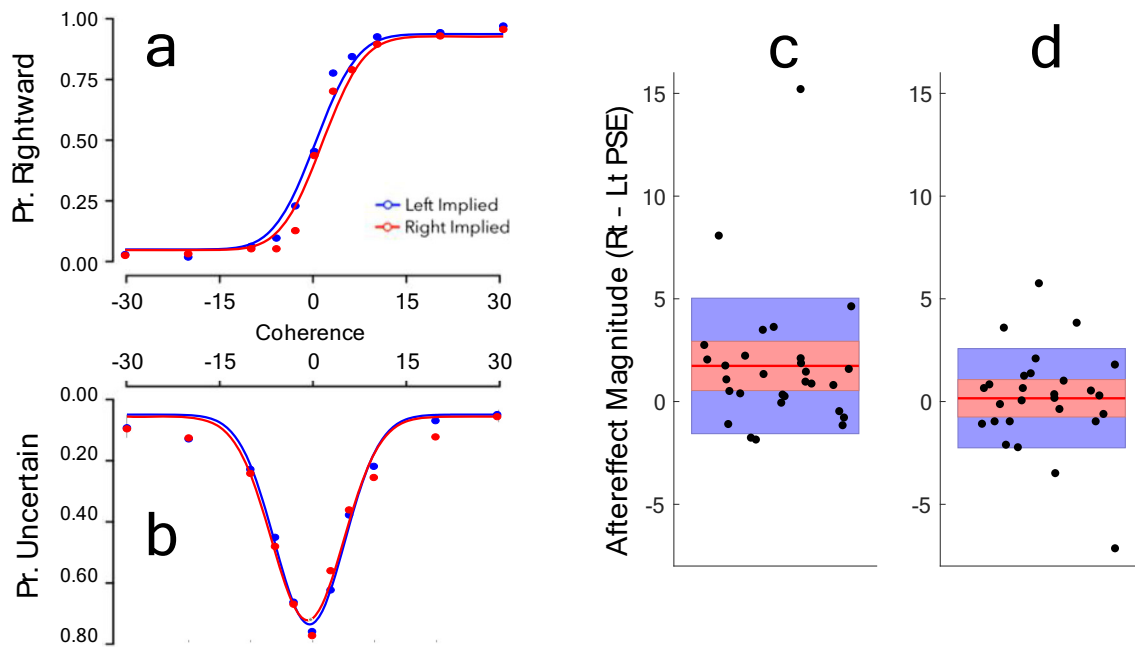 a
Pr. Rightward
1.00
0.75
0.50
0.25
0.00
Left Implied
Right Implied
-30 -15 0 15 30
Coherence
-30 -15 0 15 30
b
Pr. Uncertain
0.00
0.20
0.40
0.60
0.80
c
Aftereffect Magnitude (Rt - Lt PSE)
15
10
5
0
-5
d
15
10
5
0
-5